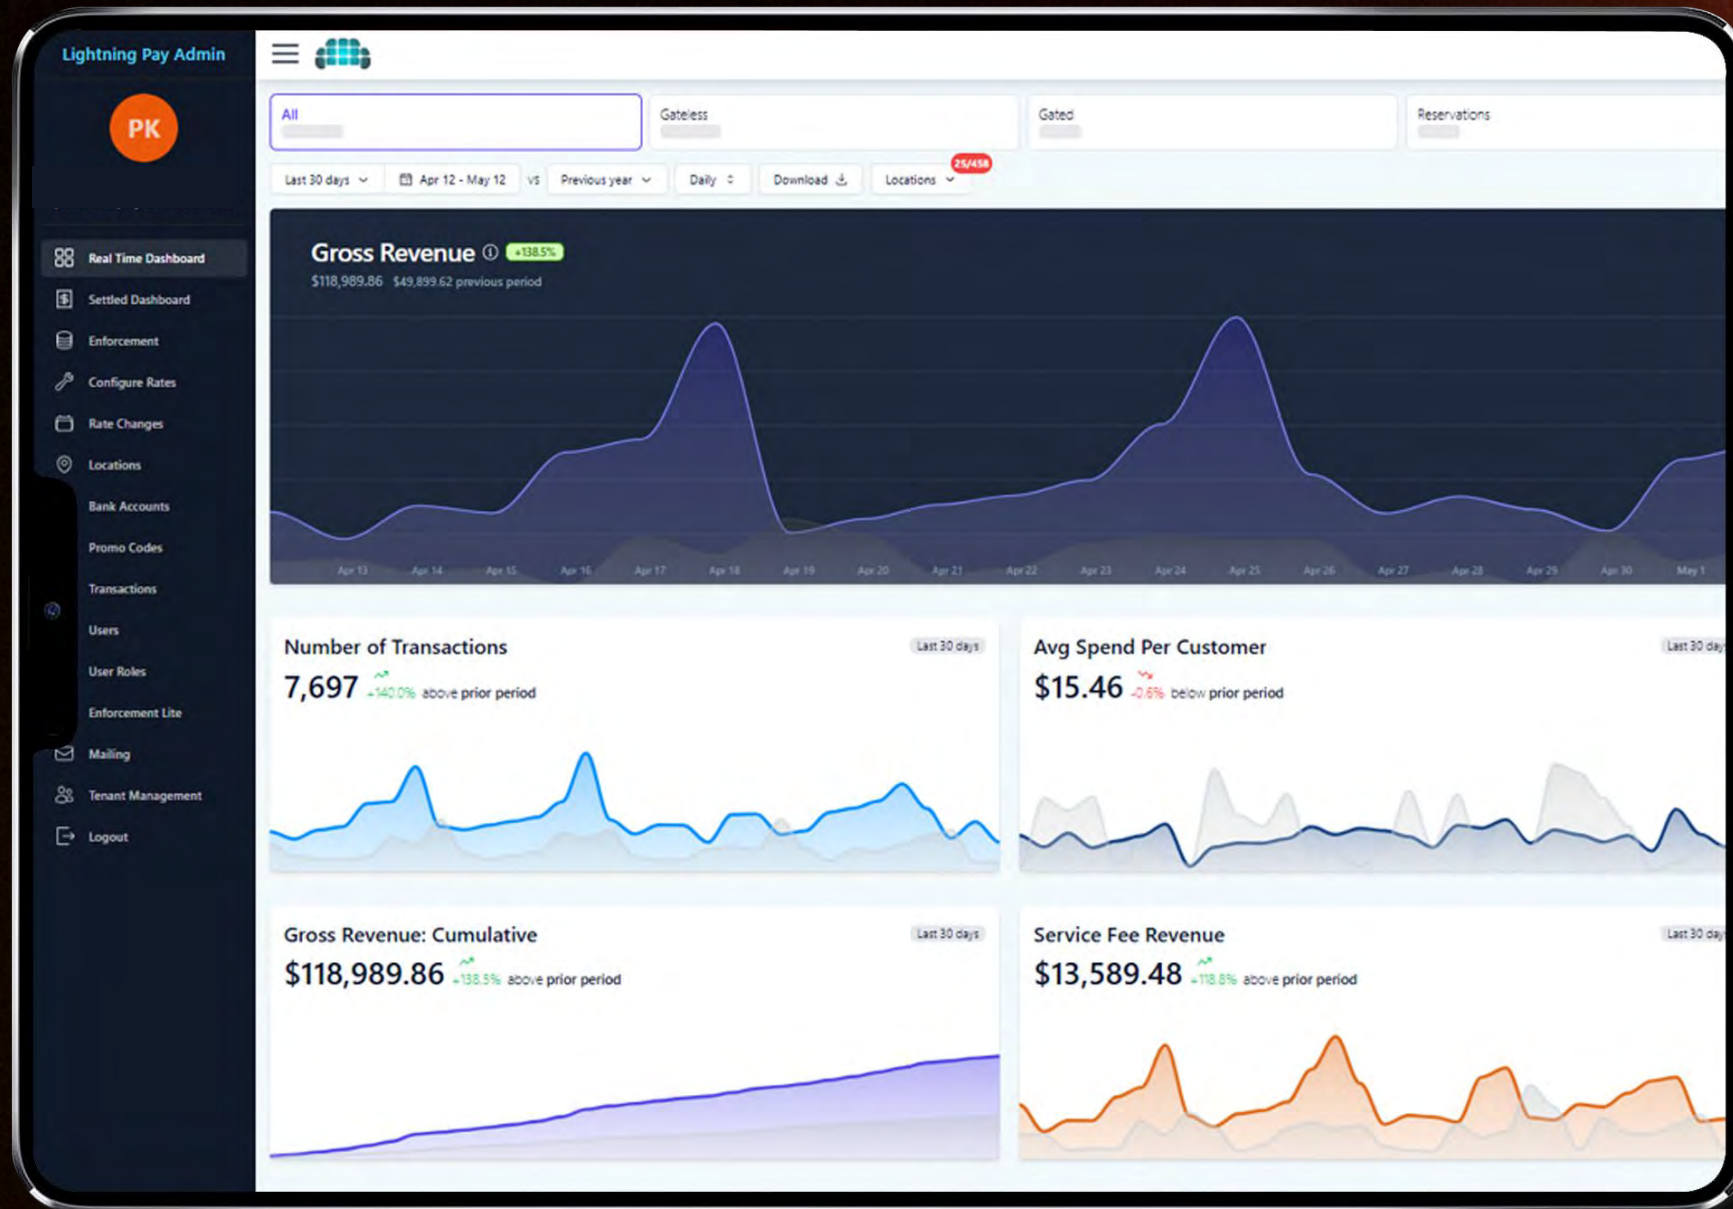 Lightning Pay Admin
PK
Real Time Dashboard
Settled Dashboard
Enforcement
Configure Rates
Rate Changes
Locations
Bank Accounts
Promo Codes
Transactions
Users
User Roles
Enforcement Lite
Mailing
Tenant Management
Logout
All
Gateless
Gated
Reservations
Last 30 days
Apr 12 - May 12
vs
Previous year
Daily
Download
Locations
25/458
Gross Revenue +138.5%
$118,989.86 $49,899.62 previous period
Apr 13 Apr 14 Apr 15 Apr 16 Apr 17 Apr 18 Apr 19 Apr 20 Apr 21 Apr 22 Apr 23 Apr 24 Apr 25 Apr 26 Apr 27 Apr 28 Apr 29 Apr 30 May 1
Number of Transactions
Last 30 days
7,697 +140.0% above prior period
Avg Spend Per Customer
Last 30 day
$15.46 -0.6% below prior period
Gross Revenue: Cumulative
Last 30 days
$118,989.86 +138.5% above prior period
Service Fee Revenue
Last 30 day
$13,589.48 +118.8% above prior period